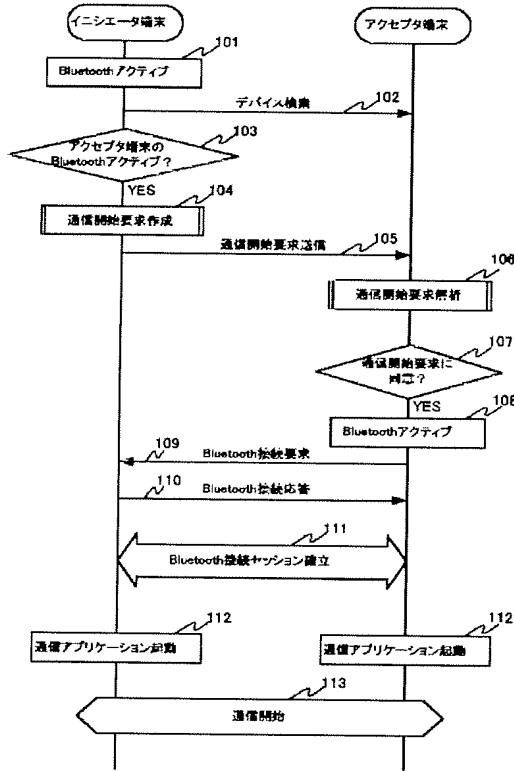 イニシエータ端末
アクセプタ端末
101
Bluetoothアクティブ
デバイス検索
102
103
アクセプタ端末の
Bluetoothアクティブ？
YES
104
通信開始要求作成
通信開始要求送信
105
106
通信開始要求解析
107
通信開始要求に
同意？
YES
108
Bluetoothアクティブ
109
Bluetooth接続要求
110
Bluetooth接続応答
111
Bluetooth接続セッション確立
112
通信アプリケーション起動
112
通信アプリケーション起動
113
通信開始